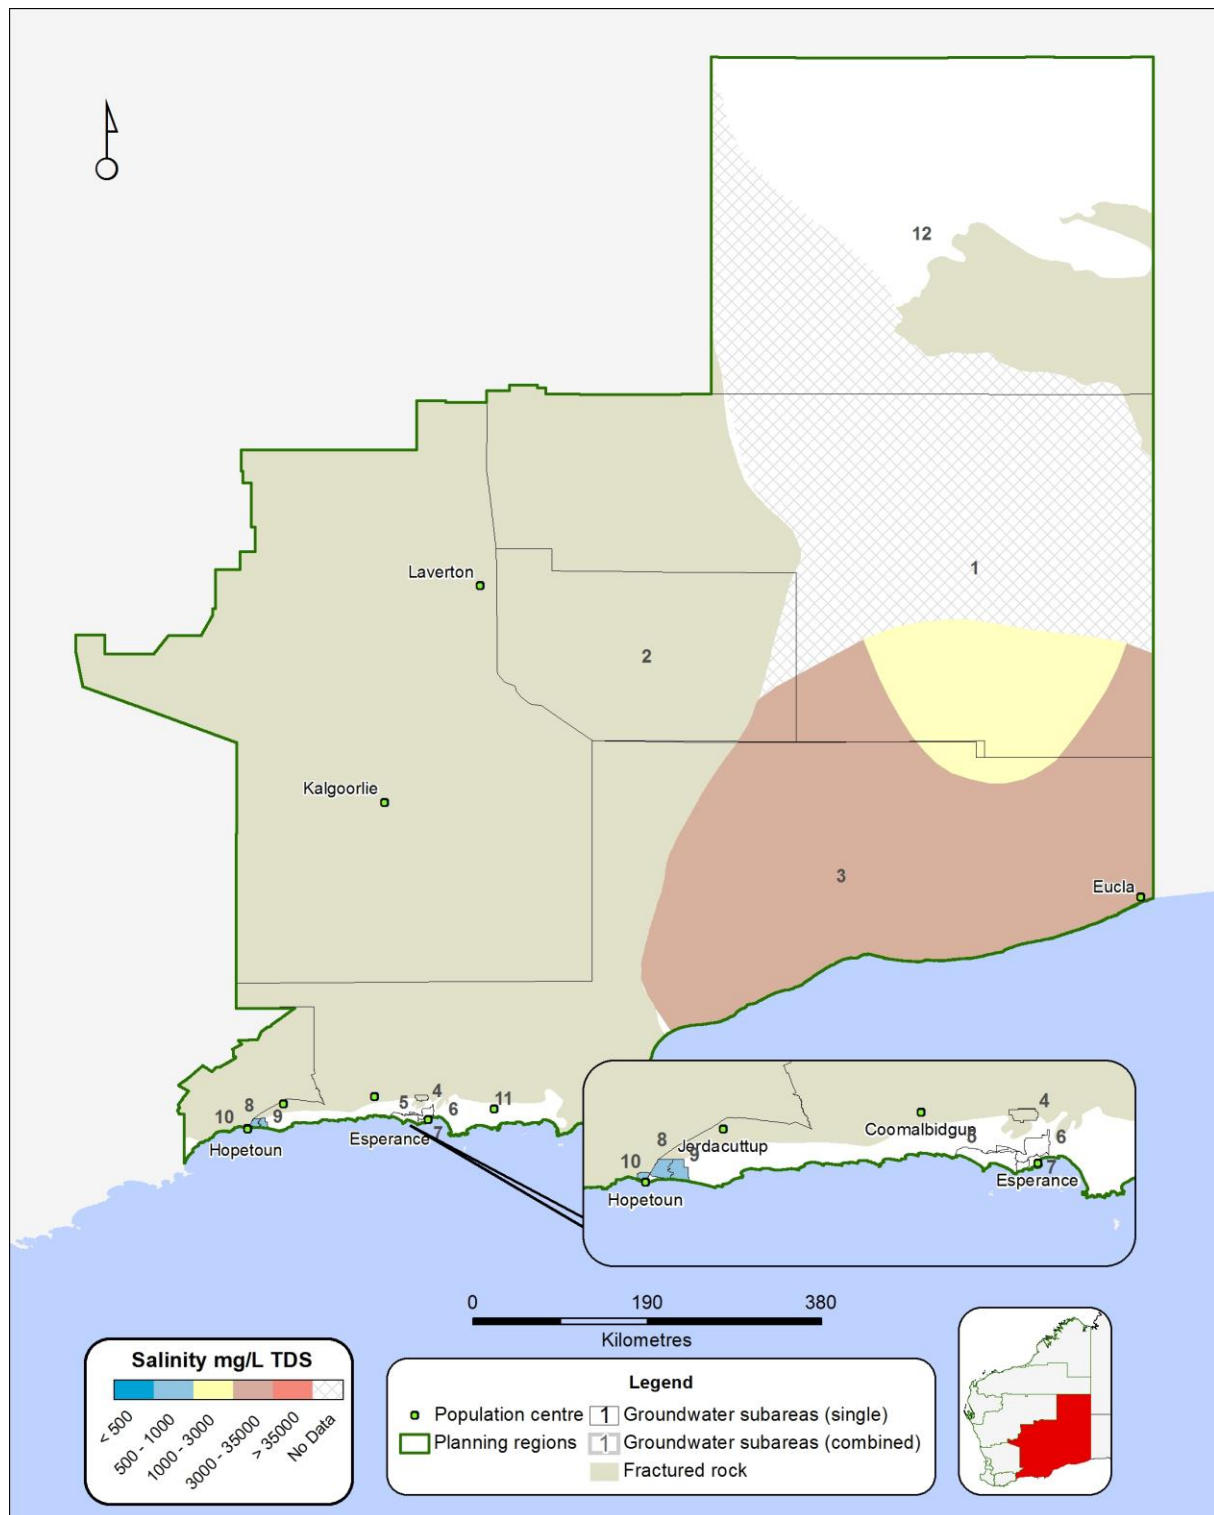 12
1
Laverton
2
Kalgoorlie
3
Eucla
4
8
5
11
10
9
6
7
Hopetoun
Esperance
4
Coomalbidgup
8
Jerdacuttup
5
6
9
10
7
Esperance
Hopetoun
0 190 380
Kilometres
Salinity mg/L TDS
< 500
500 - 1000
1000 - 3000
3000 - 35000
> 35000
No Data
Legend
Population centre
1 Groundwater subareas (single)
Planning regions
1 Groundwater subareas (combined)
Fractured rock